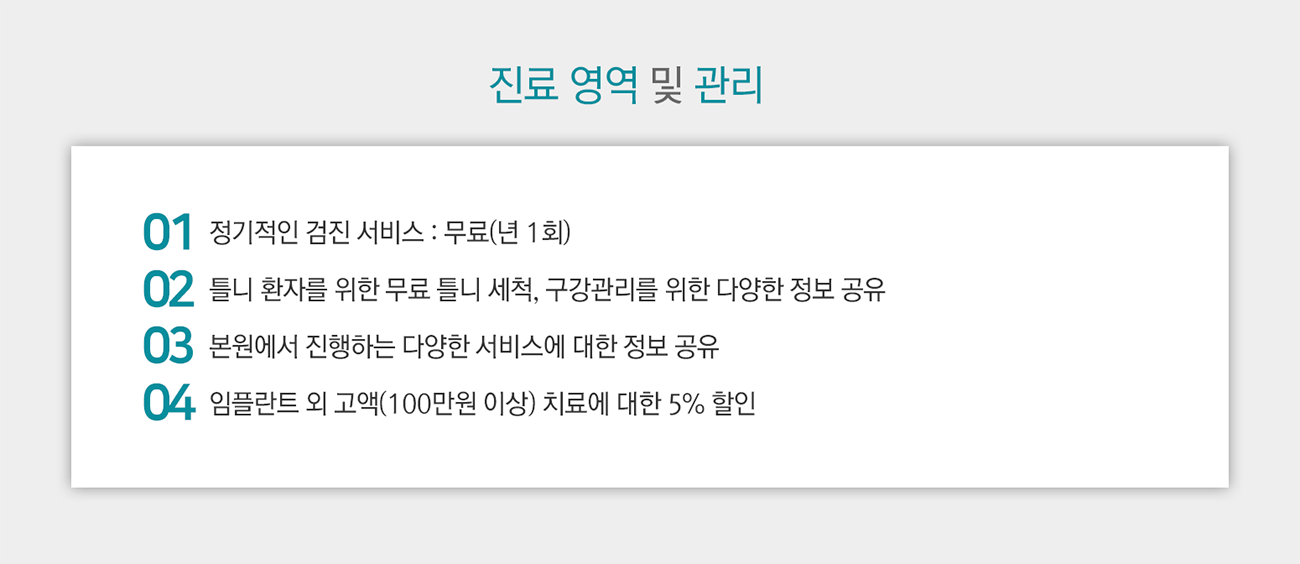 진료 영역 및 관리
01 정기적인 검진 서비스 : 무료(년 1회)
02 틀니 환자를 위한 무료 틀니 세척, 구강관리를 위한 다양한 정보 공유
03 본원에서 진행하는 다양한 서비스에 대한 정보 공유
04 임플란트 외 고액(100만원 이상) 치료에 대한 5% 할인